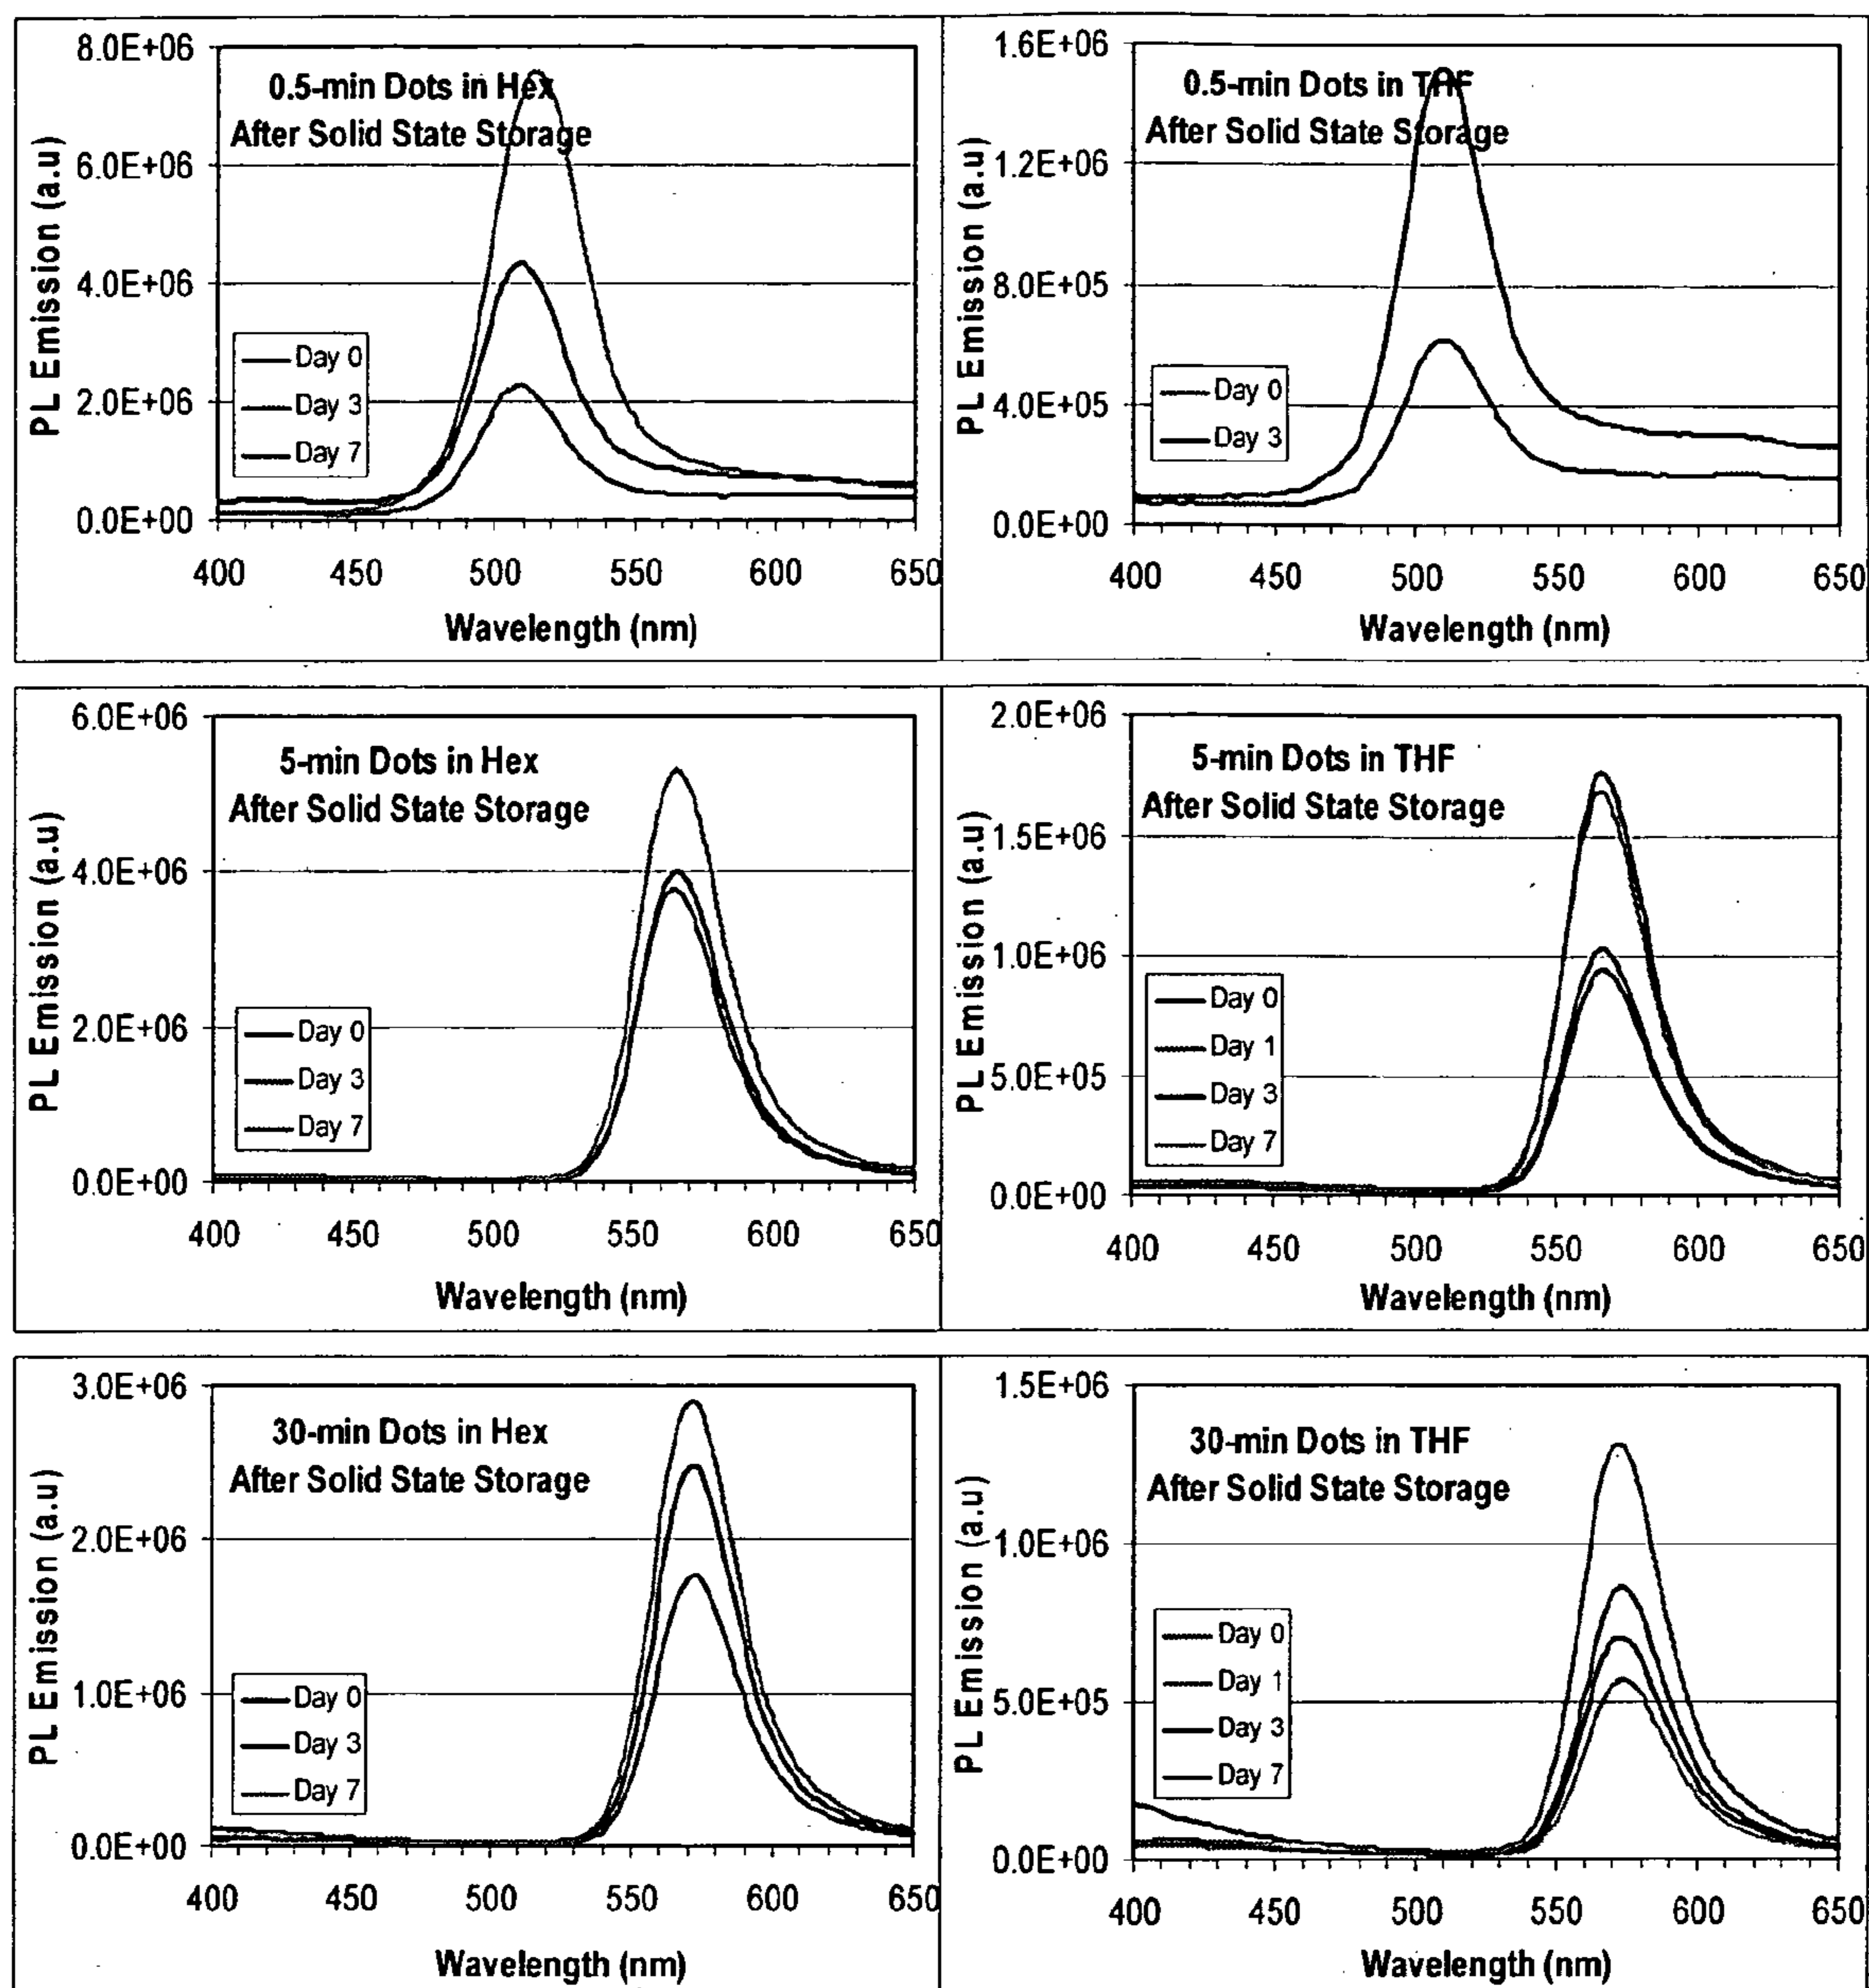 8.0E+06
6.0E+06
4.0E+06
2.0E+06
0.0E+00
PL Emission (a.u)
0.5-min Dots in Hex
After Solid State Storage
Day 0
Day 3
Day 7
400 450 500 550 600 650
Wavelength (nm)
1.6E+06
1.2E+06
8.0E+05
4.0E+05
0.0E+00
PL Emission (a.u)
0.5-min Dots in THF
After Solid State Storage
Day 0
Day 3
400 450 500 550 600 650
Wavelength (nm)
6.0E+06
4.0E+06
2.0E+06
0.0E+00
PL Emission (a.u)
5-min Dots in Hex
After Solid State Storage
Day 0
Day 3
Day 7
400 450 500 550 600 650
Wavelength (nm)
2.0E+06
1.5E+06
1.0E+06
5.0E+05
0.0E+00
PL Emission (a.u)
5-min Dots in THF
After Solid State Storage
Day 0
Day 1
Day 3
Day 7
400 450 500 550 600 650
Wavelength (nm)
3.0E+06
2.0E+06
1.0E+06
0.0E+00
PL Emission (a.u)
30-min Dots in Hex
After Solid State Storage
Day 0
Day 3
Day 7
400 450 500 550 600 650
Wavelength (nm)
1.5E+06
1.0E+06
5.0E+05
0.0E+00
PL Emission (a.u)
30-min Dots in THF
After Solid State Storage
Day 0
Day 1
Day 3
Day 7
400 450 500 550 600 650
Wavelength (nm)